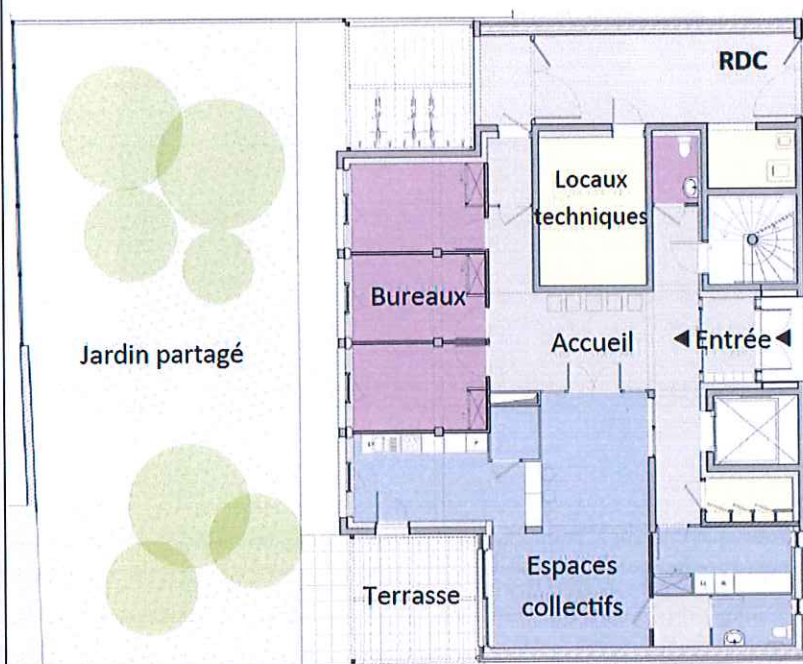 RDC
Locaux
techniques
Bureaux
Jardin partagé
Accueil
◄ Entrée ◄
Terrasse
Espaces
collectifs